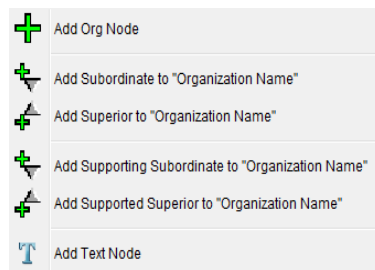 Add Org Node
Add Subordinate to "Organization Name"
Add Superior to "Organization Name"
Add Supporting Subordinate to "Organization Name"
Add Supported Superior to "Organization Name"
T Add Text Node